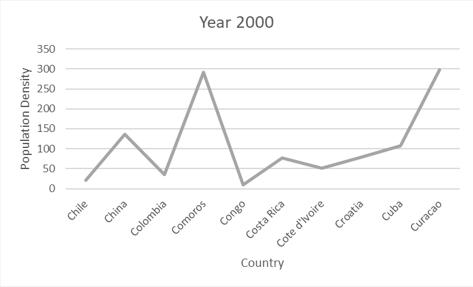 Year 2000
350
300
250
200
150
100
50
0
Population Density
Chile
China
Colombia
Comoros
Congo
Costa Rica
Cote d'Ivoire
Croatia
Cuba
Curacao
Country